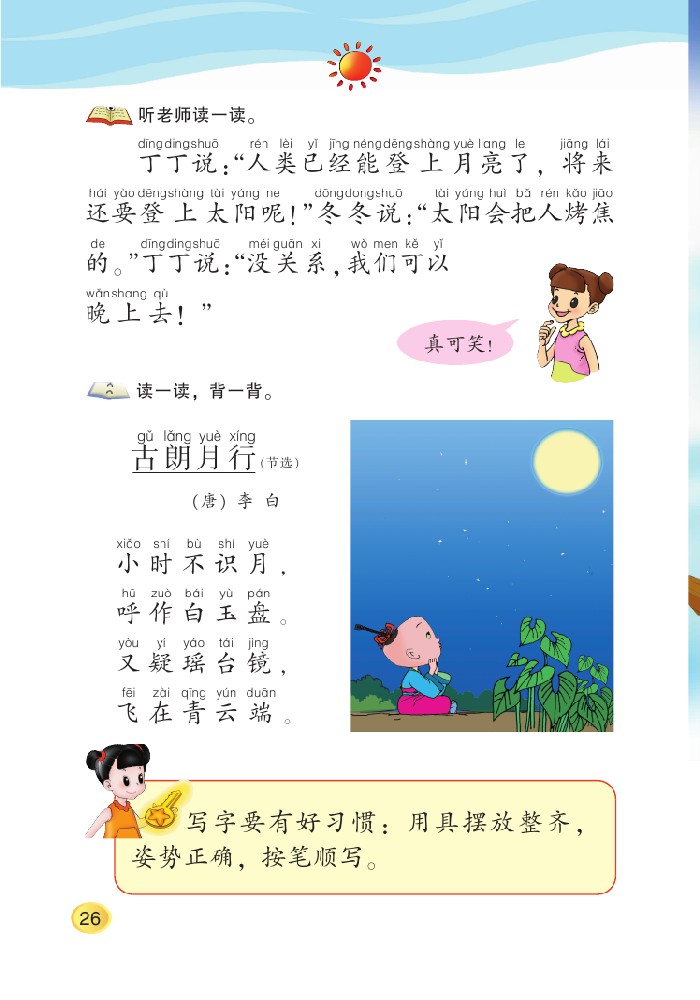 听老师读一读。
dīngdingshuō rén lèi yǐ jīng néng dēng shàng yuè liang le jiāng lái
丁丁说：“人类已经能登上月亮了，将来
hái yào dēng shàng tài yáng ne dōngdongshuō tài yáng huì bǎ rén kǎo jiāo
还要登上太阳呢！”冬冬说：“太阳会把人烤焦
de dīngdingshuō méi guān xi wǒ men kě yǐ
的。”丁丁说：“没关系，我们可以
wǎnshang qù
晚上去！”
真可笑！
读一读，背一背。
gǔ lǎng yuè xíng
古朗月行（节选）
（唐）李白
xiǎo shí bù shí yuè
小时不识月，
hū zuò bái yù pán
呼作白玉盘。
yòu yí yáo tái jìng
又疑瑶台镜，
fēi zài qīng yún duān
飞在青云端。
写字要有好习惯：用具摆放整齐，
姿势正确，按笔顺写。
26